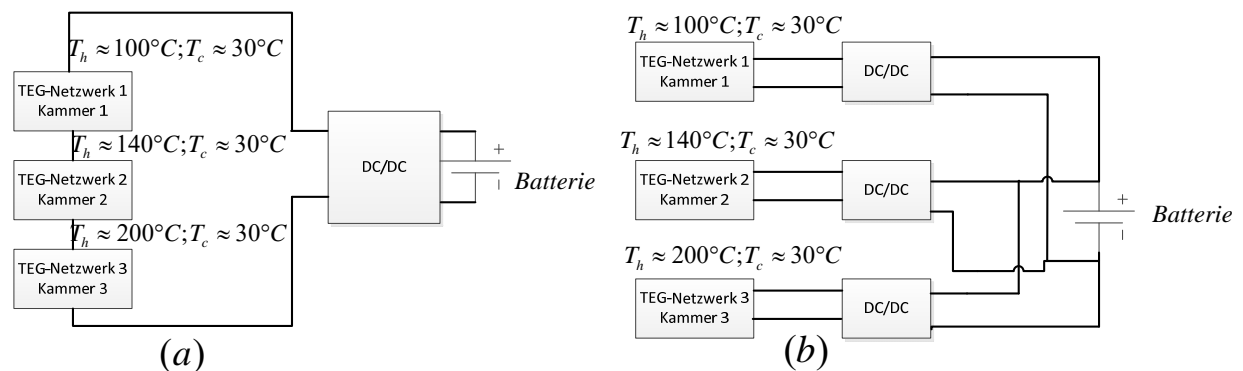 T_h ≈ 100°C; T_c ≈ 30°C
TEG-Netzwerk 1
Kammer 1
T_h ≈ 140°C; T_c ≈ 30°C
TEG-Netzwerk 2
Kammer 2
T_h ≈ 200°C; T_c ≈ 30°C
TEG-Netzwerk 3
Kammer 3
DC/DC
+
–
Batterie
(a)
T_h ≈ 100°C; T_c ≈ 30°C
TEG-Netzwerk 1
Kammer 1
DC/DC
T_h ≈ 140°C; T_c ≈ 30°C
TEG-Netzwerk 2
Kammer 2
DC/DC
+
–
Batterie
T_h ≈ 200°C; T_c ≈ 30°C
TEG-Netzwerk 3
Kammer 3
DC/DC
(b)